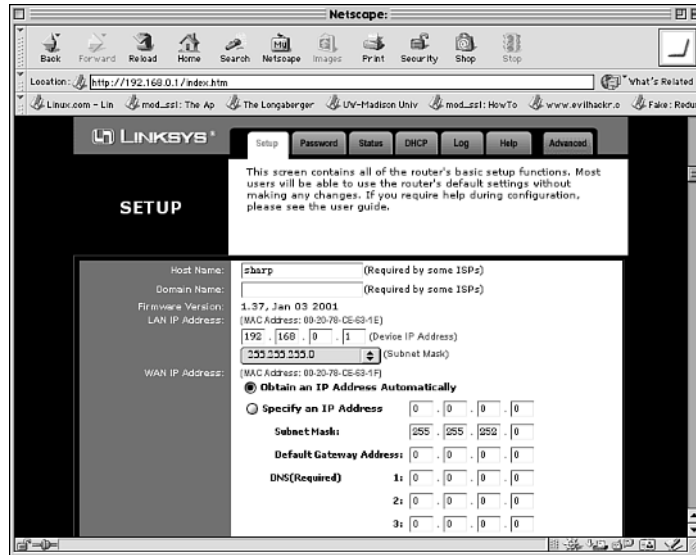 Netscape:
Back Forward Reload Home Search Netscape Images Print Security Shop Stop
Location: http://192.168.0.1/index.htm What's Related
Linux.com - Lin mod_ssl: The Ap The Longaberger UW-Madison Univ mod_ssl: HowTo www.evilhackr.o Fake: Redu
LINKSYS®
Setup Password Status DHCP Log Help Advanced
SETUP
This screen contains all of the router's basic setup functions. Most
users will be able to use the router's default settings without
making any changes. If you require help during configuration,
please see the user guide.
Host Name: sharp (Required by some ISPs)
Domain Name: (Required by some ISPs)
Firmware Version: 1.37, Jan 03 2001
LAN IP Address: (MAC Address: 00-20-78-CE-63-1E)
192 . 168 . 0 . 1 (Device IP Address)
255.255.255.0 (Subnet Mask)
WAN IP Address: (MAC Address: 00-20-78-CE-63-1F)
Obtain an IP Address Automatically
Specify an IP Address 0 . 0 . 0 . 0
Subnet Mask: 255 . 255 . 252 . 0
Default Gateway Address: 0 . 0 . 0 . 0
DNS(Required) 1: 0 . 0 . 0 . 0
2: 0 . 0 . 0 . 0
3: 0 . 0 . 0 . 0